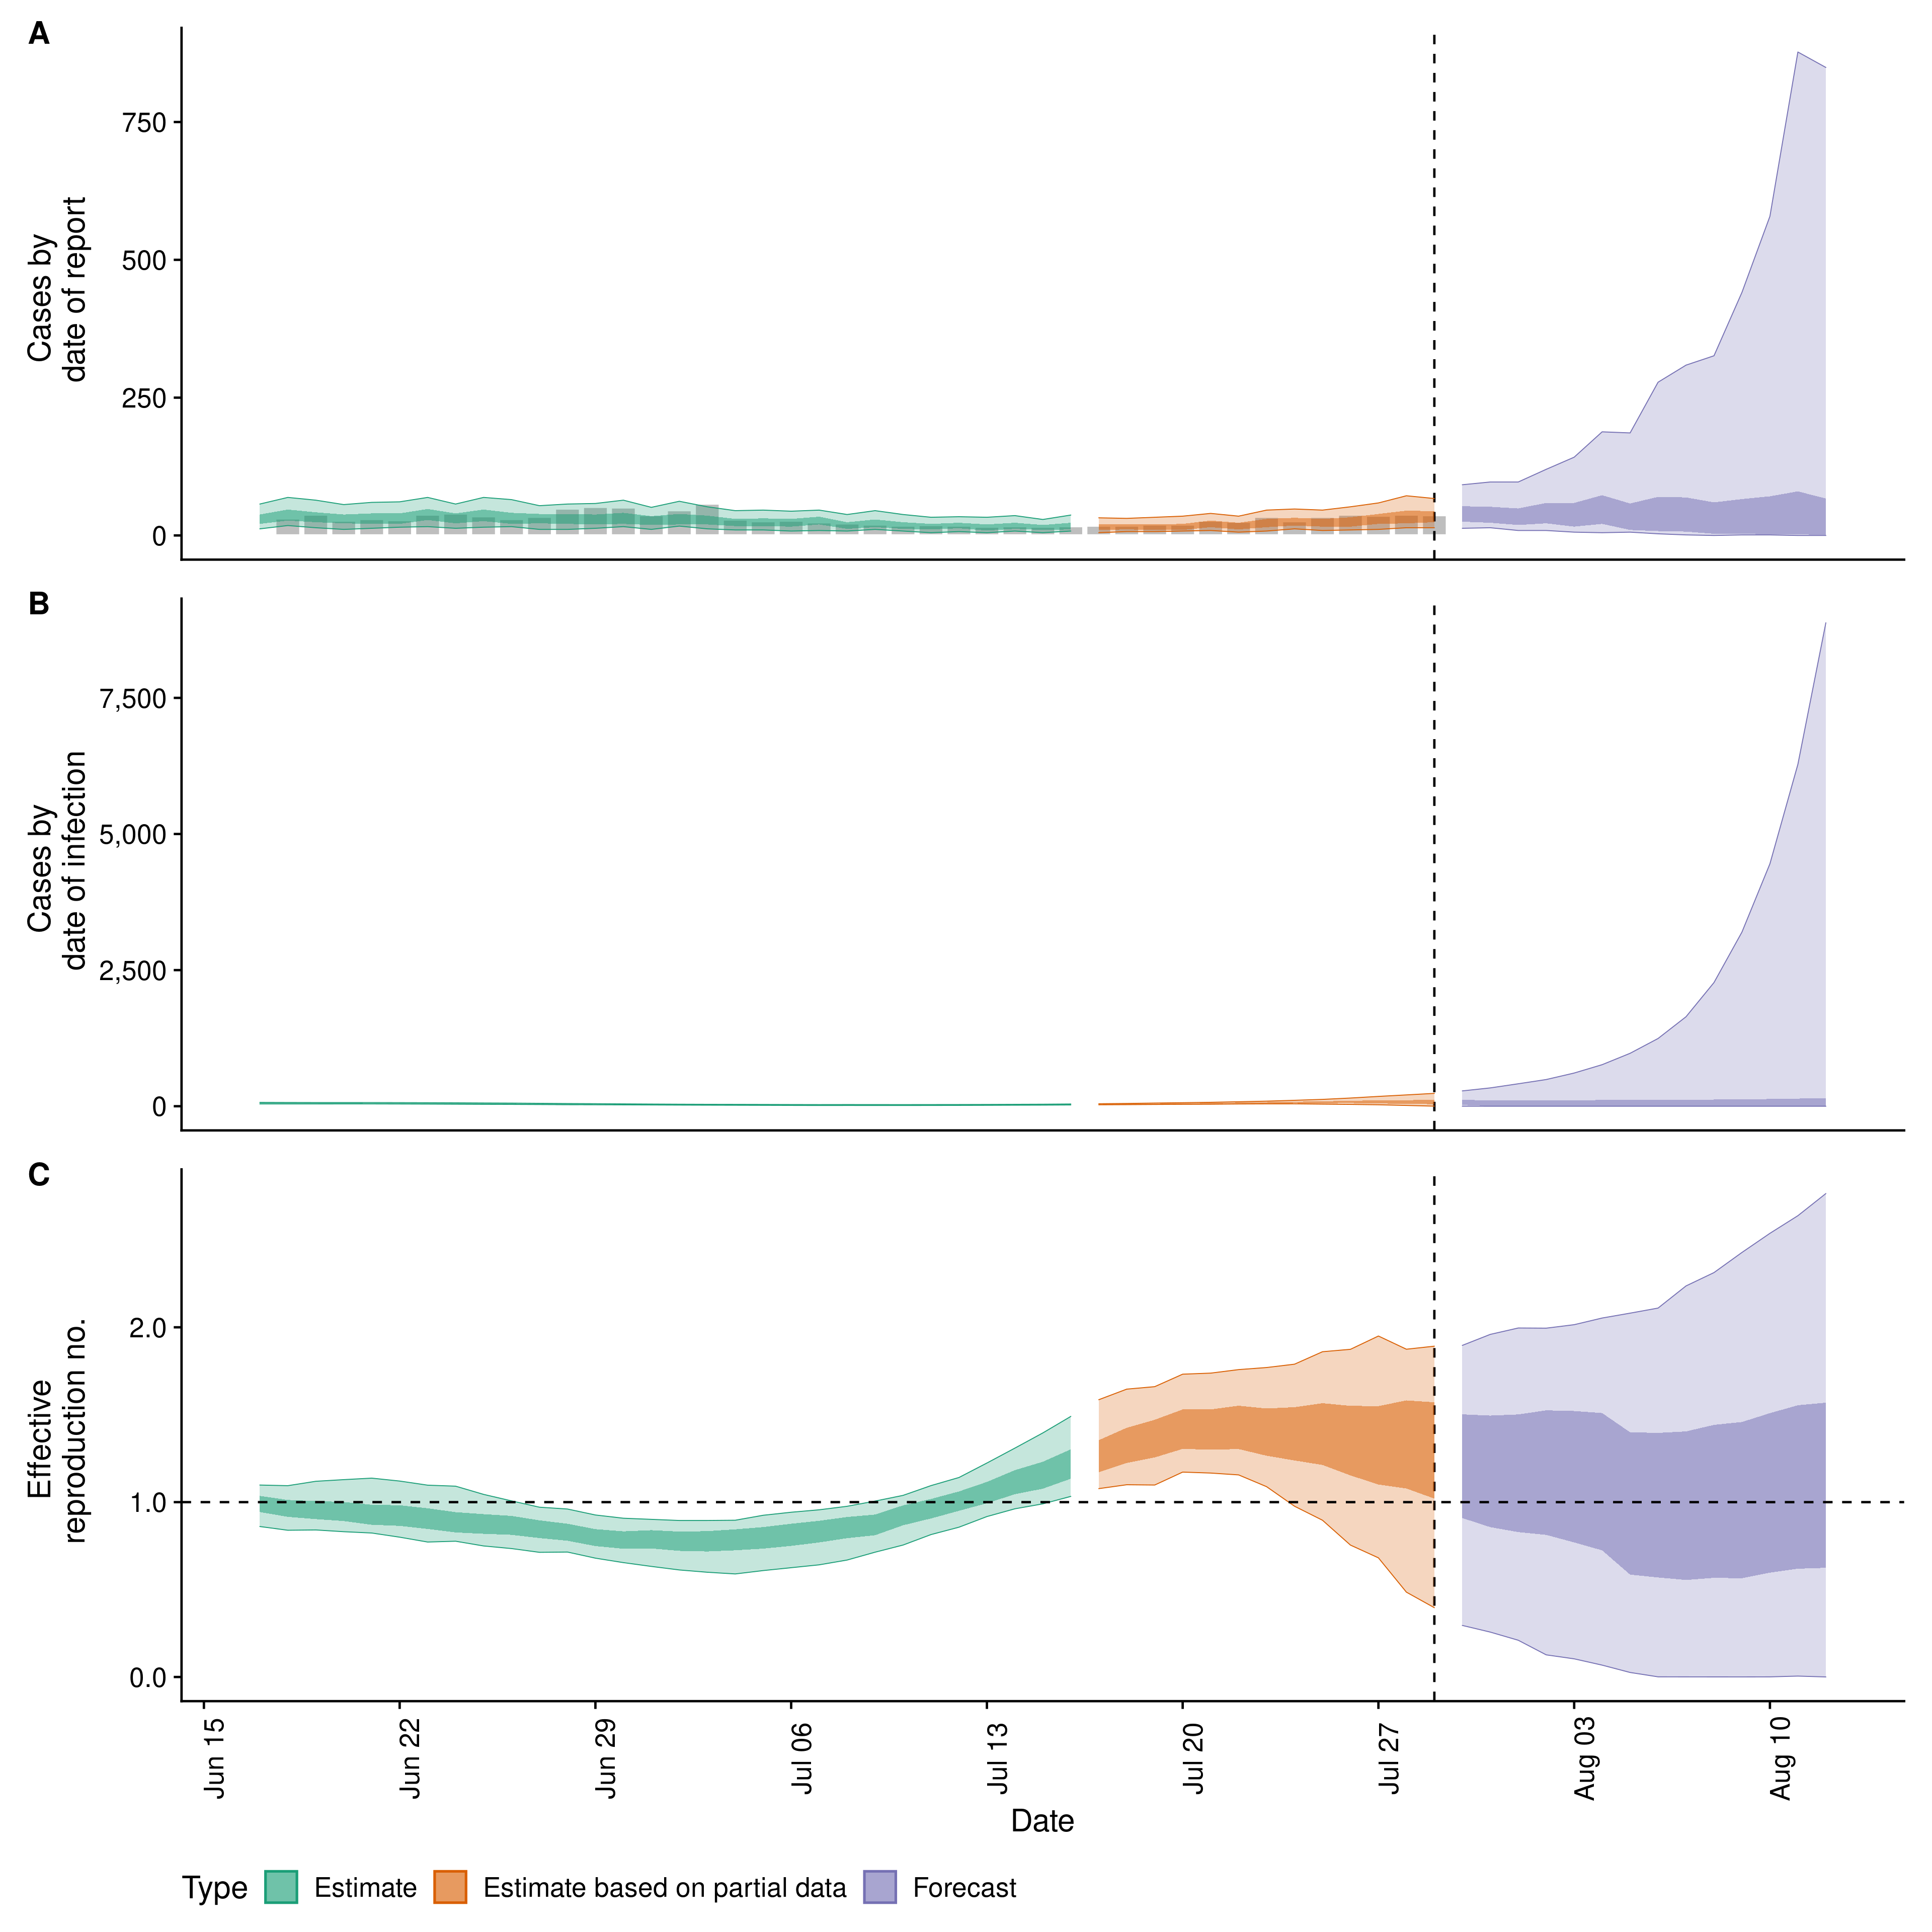 A
Cases by
date of report
750
500
250
0
B
Cases by
date of infection
7,500
5,000
2,500
0
C
Effective
reproduction no.
2.0
1.0
0.0
Jun 15
Jun 22
Jun 29
Jul 06
Jul 13
Jul 20
Jul 27
Aug 03
Aug 10
Date
Type Estimate Estimate based on partial data Forecast